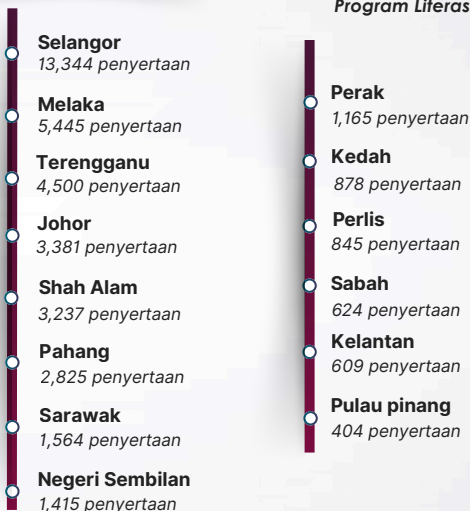 Program Literas
Selangor
13,344 penyertaan
Melaka
5,445 penyertaan
Terengganu
4,500 penyertaan
Johor
3,381 penyertaan
Shah Alam
3,237 penyertaan
Pahang
2,825 penyertaan
Sarawak
1,564 penyertaan
Negeri Sembilan
1,415 penyertaan
Perak
1,165 penyertaan
Kedah
878 penyertaan
Perlis
845 penyertaan
Sabah
624 penyertaan
Kelantan
609 penyertaan
Pulau pinang
404 penyertaan